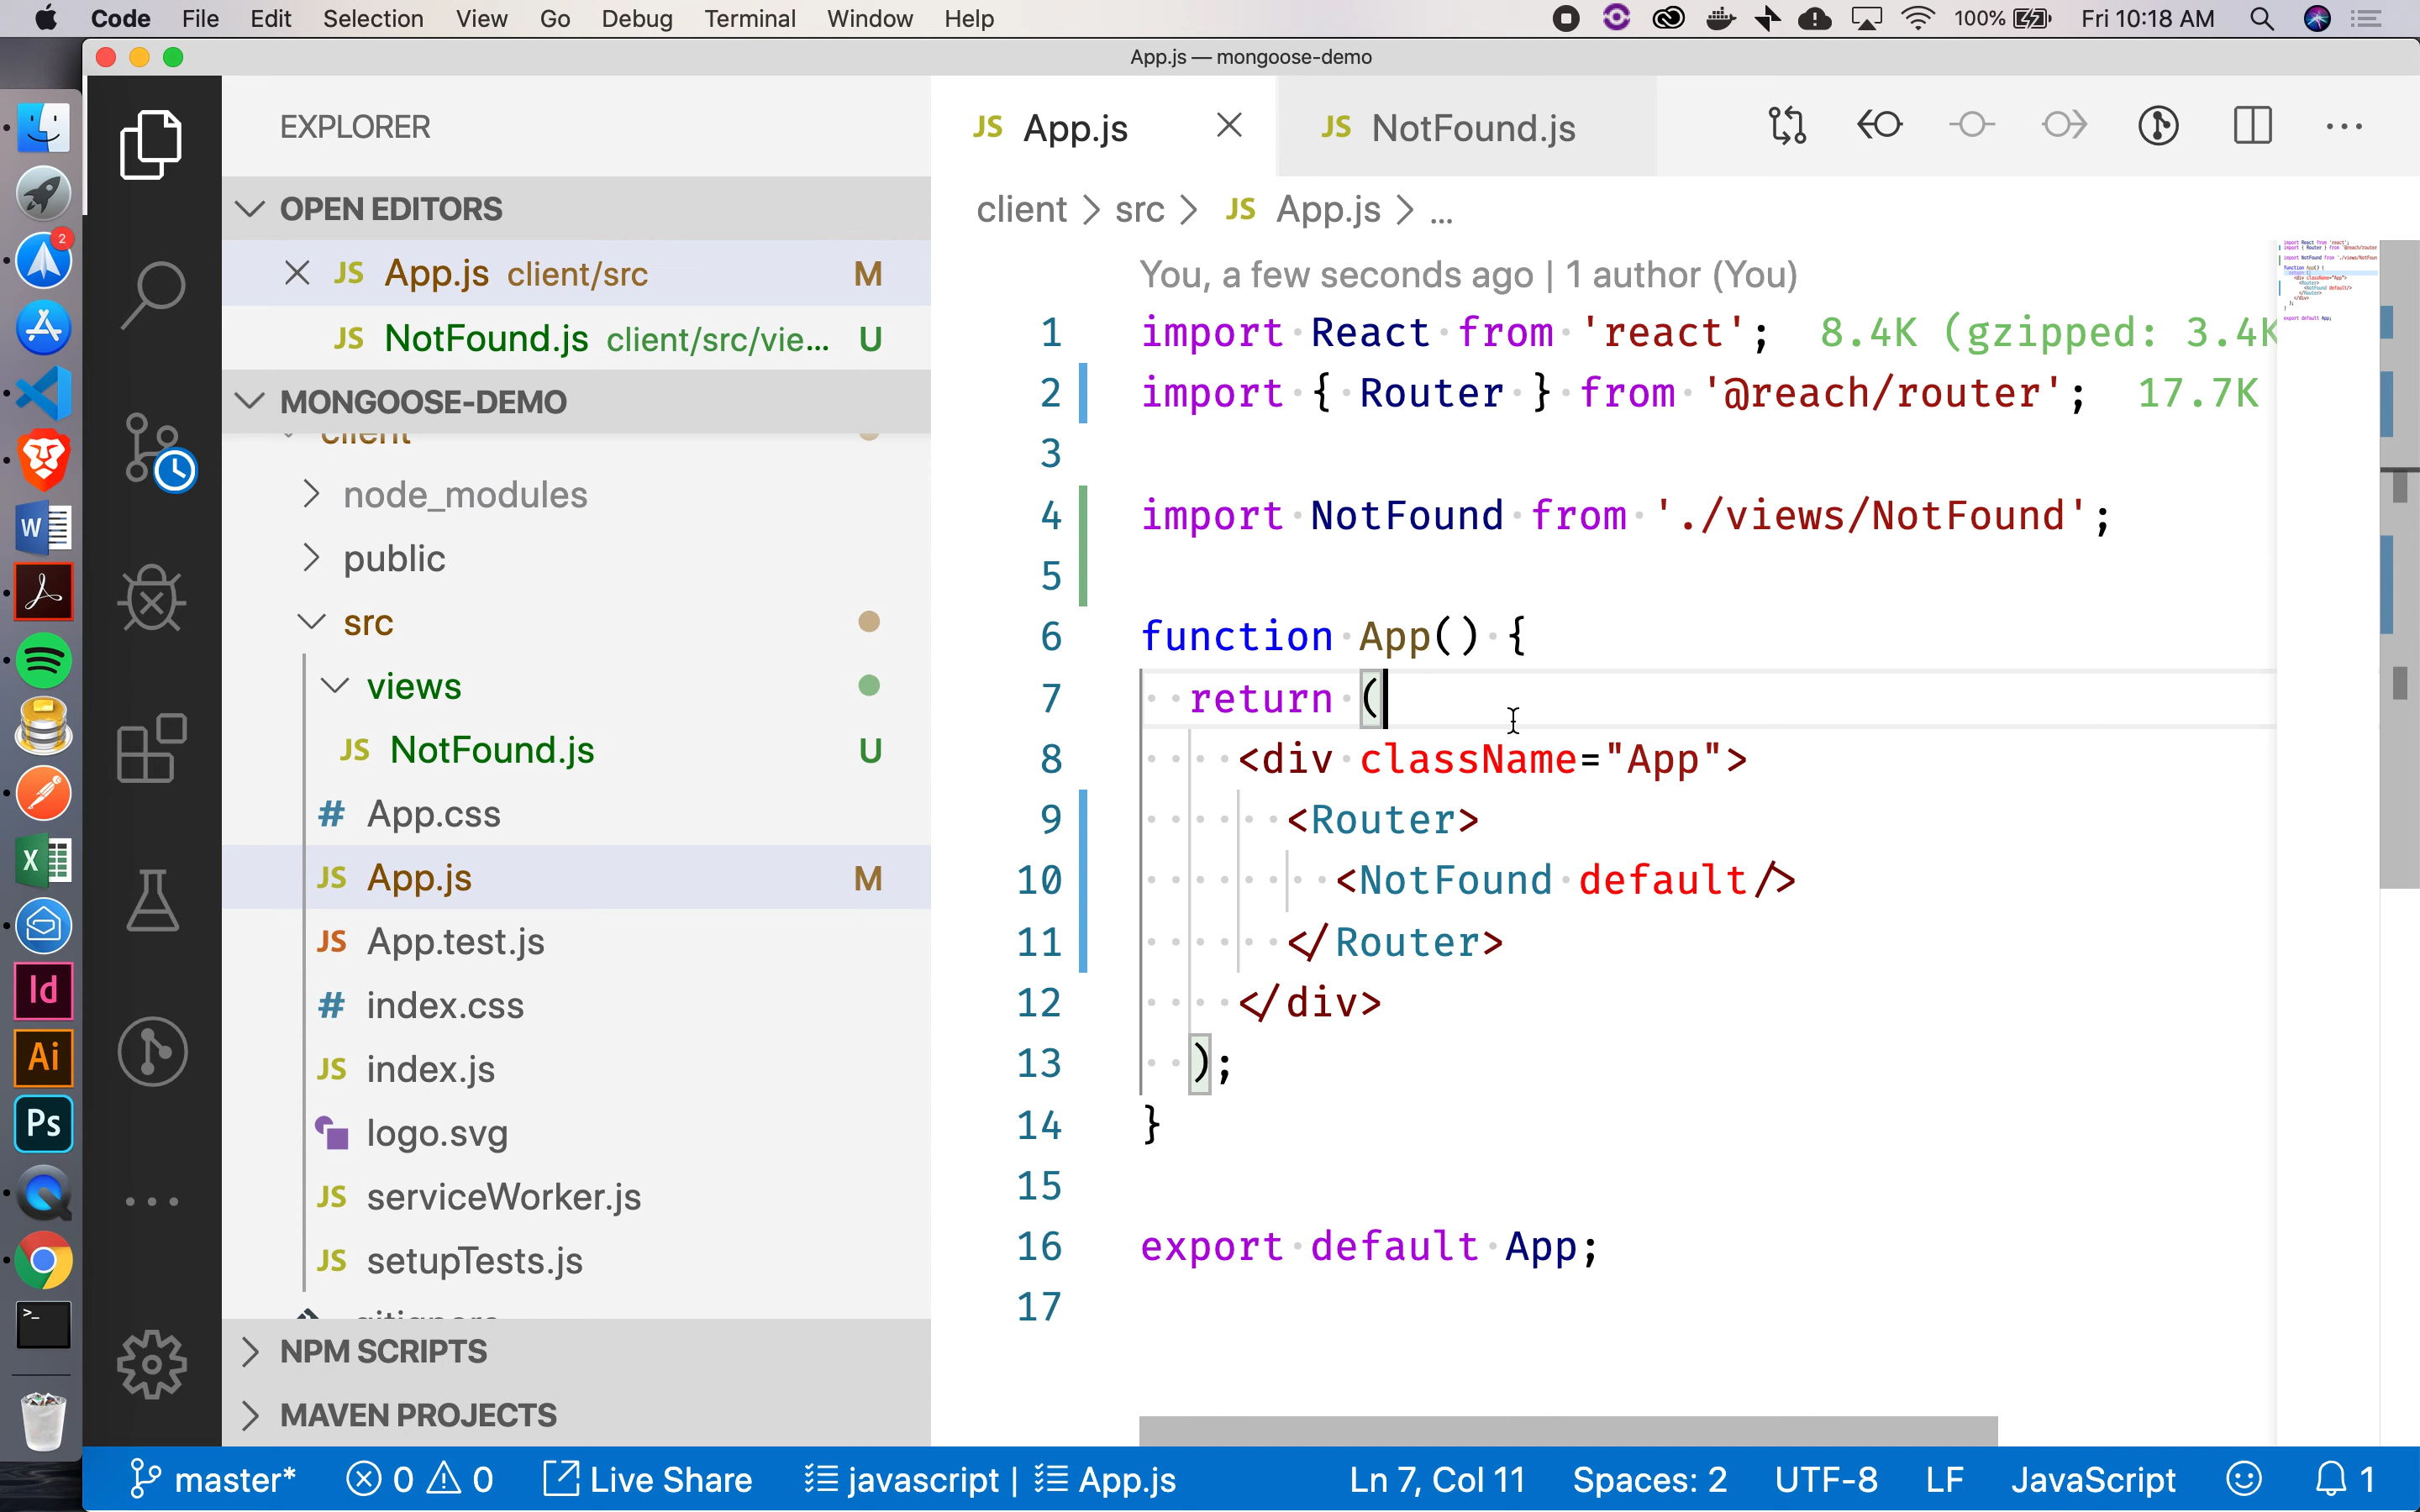 Code File Edit Selection View Go Debug Terminal Window Help 100% Fri 10:18 AM
App.js — mongoose-demo
EXPLORER
JS App.js
JS NotFound.js
OPEN EDITORS
JS App.js client/src M
JS NotFound.js client/src/vie... U
MONGOOSE-DEMO
client
node_modules
public
src
views
JS NotFound.js U
# App.css
JS App.js M
JS App.test.js
# index.css
JS index.js
logo.svg
JS serviceWorker.js
JS setupTests.js
NPM SCRIPTS
MAVEN PROJECTS
client > src > JS App.js > ...
You, a few seconds ago | 1 author (You)
1 import React from 'react'; 8.4K (gzipped: 3.4K
2 import { Router } from '@reach/router'; 17.7K
3
4 import NotFound from './views/NotFound';
5
6 function App() {
7 return (
8 <div className="App">
9 <Router>
10 <NotFound default/>
11 </Router>
12 </div>
13 );
14 }
15
16 export default App;
17
master* 0 0 Live Share javascript | App.js Ln 7, Col 11 Spaces: 2 UTF-8 LF JavaScript 1
2
W
X
Id
Ai
Ps
>_